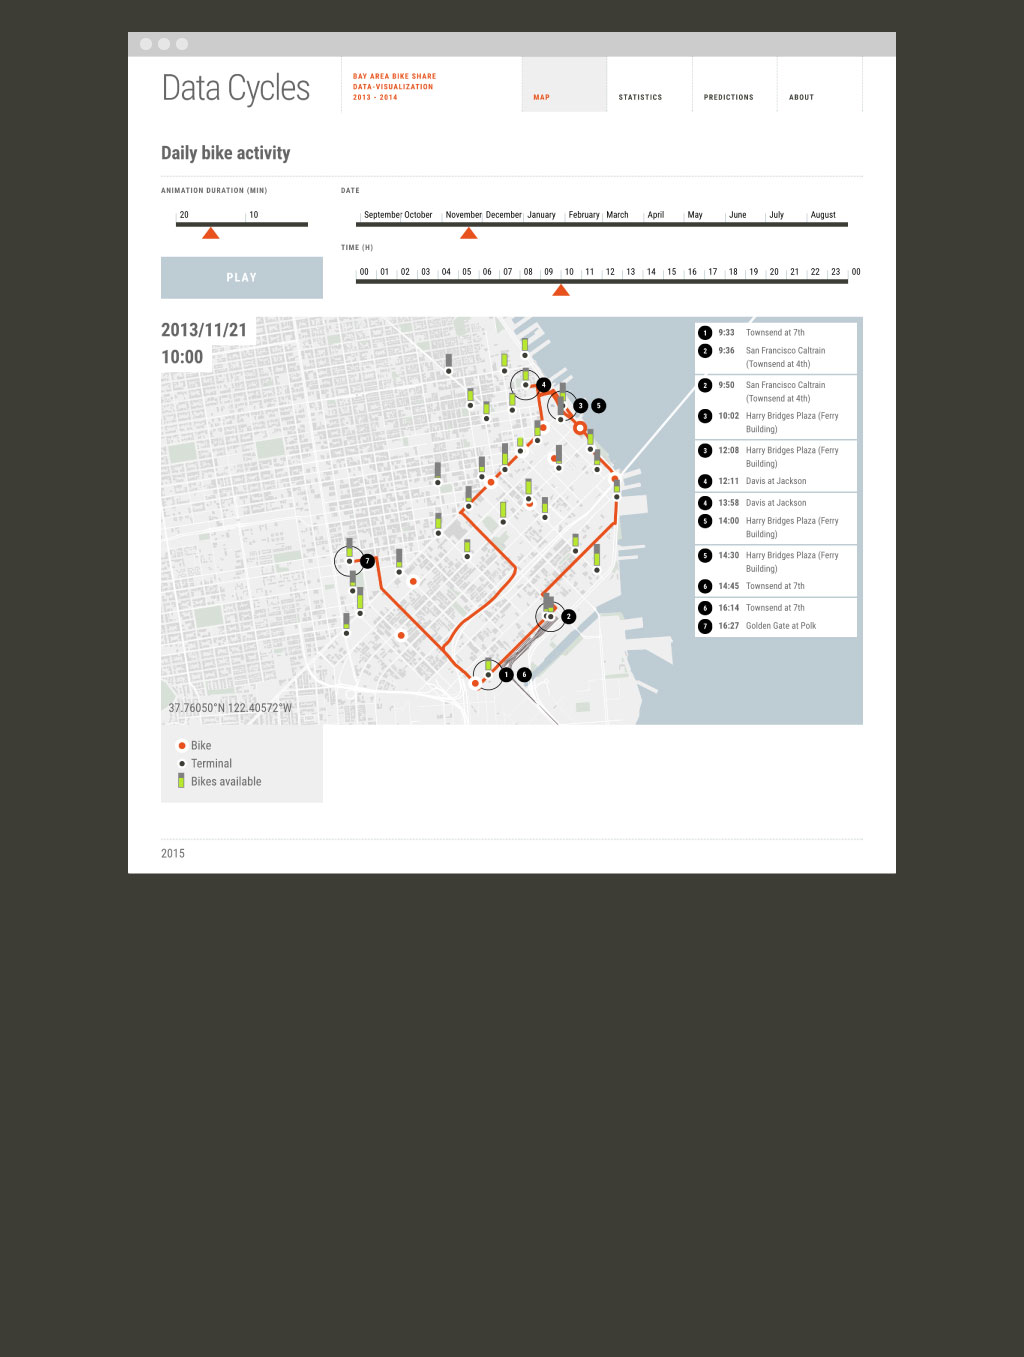 Data Cycles
BAY AREA BIKE SHARE
DATA-VISUALIZATION
2013 - 2014
MAP
STATISTICS
PREDICTIONS
ABOUT
Daily bike activity
ANIMATION DURATION (MIN)
20 10
PLAY
DATE
September October November December January February March April May June July August
TIME (H)
00 01 02 03 04 05 06 07 08 09 10 11 12 13 14 15 16 17 18 19 20 21 22 23 00
2013/11/21
10:00
4
3 5
7
2
1 6
37.76050°N 122.40572°W
1 9:33 Townsend at 7th
2 9:36 San Francisco Caltrain
(Townsend at 4th)
2 9:50 San Francisco Caltrain
(Townsend at 4th)
3 10:02 Harry Bridges Plaza (Ferry
Building)
3 12:08 Harry Bridges Plaza (Ferry
Building)
4 12:11 Davis at Jackson
4 13:58 Davis at Jackson
5 14:00 Harry Bridges Plaza (Ferry
Building)
5 14:30 Harry Bridges Plaza (Ferry
Building)
6 14:45 Townsend at 7th
6 16:14 Townsend at 7th
7 16:27 Golden Gate at Polk
Bike
Terminal
Bikes available
2015